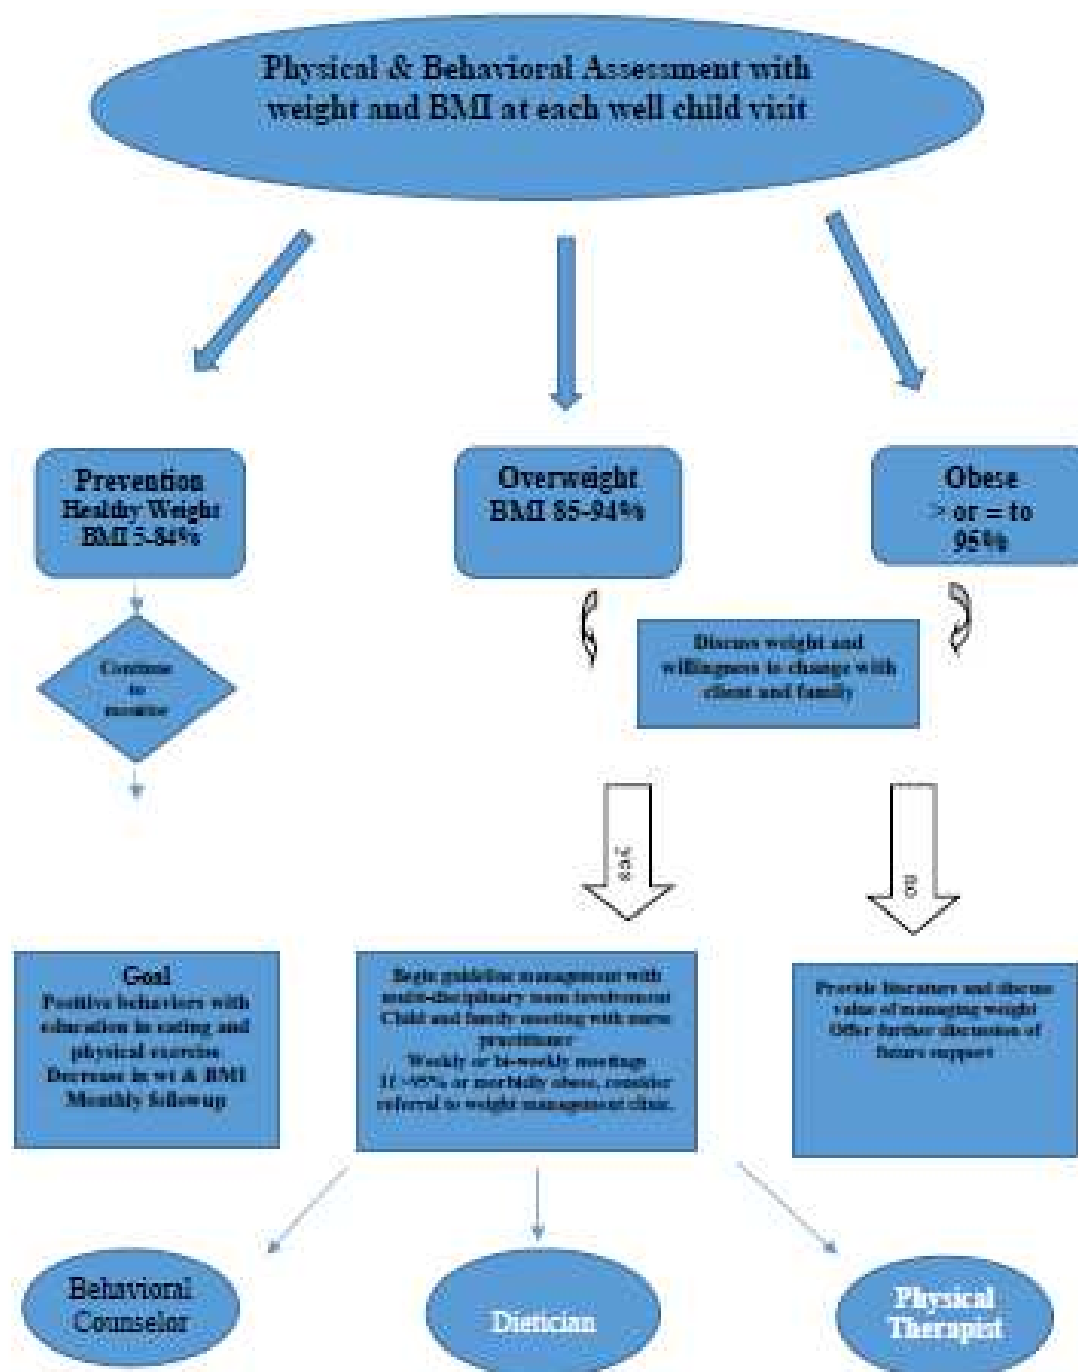 Physical & Behavioral Assessment with
weight and BMI at each well child visit
Prevention
Healthy Weight
BMI 5-84%
Overweight
BMI 85-94%
Obese
> or = to
95%
Continue
to
monitor
Discuss weight and
willingness to change with
client and family
yes
no
Goal
Positive behaviors with
education in eating and
physical exercise
Decrease in wt & BMI
Monthly followup
Begin guideline management with
multi-disciplinary team involvement
Child and family meeting with nurse
practitioner
Weekly or bi-weekly meetings
If >95% or morbidly obese, consider
referral to weight management clinic.
Provide literature and discuss
value of managing weight
Offer further discussion of
future support
Behavioral
Counselor
Dietician
Physical
Therapist